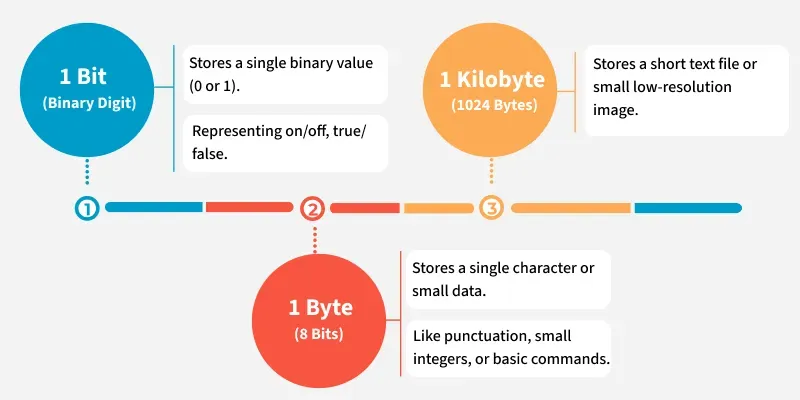 1 Bit
(Binary Digit)
Stores a single binary value
(0 or 1).
Representing on/off, true/
false.
1 Kilobyte
(1024 Bytes)
Stores a short text file or
small low-resolution
image.
1
2
3
1 Byte
(8 Bits)
Stores a single character or
small data.
Like punctuation, small
integers, or basic commands.